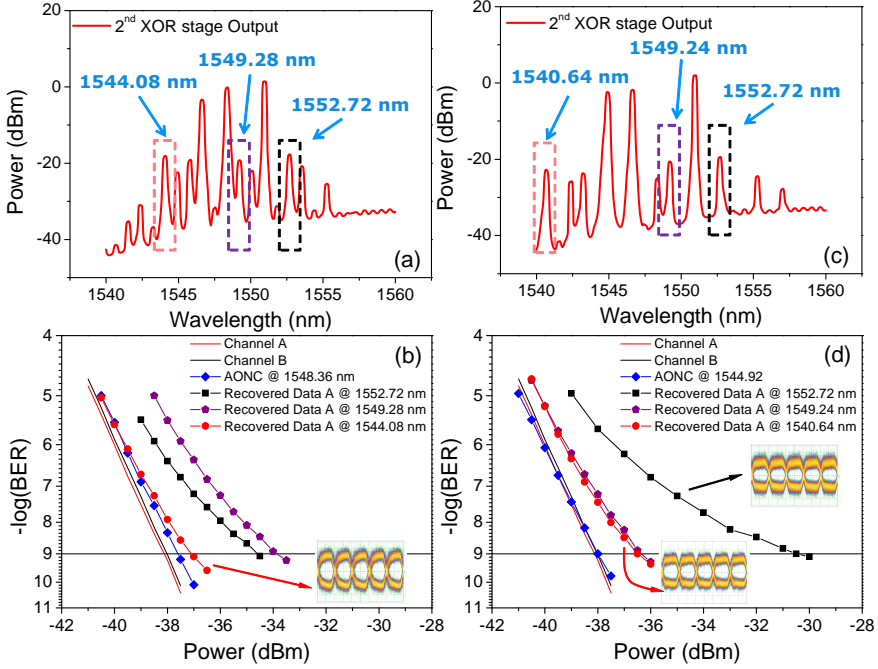 2nd XOR stage Output
1544.08 nm
1549.28 nm
1552.72 nm
20
0
-20
-40
Power (dBm)
(a)
1540
1545
1550
1555
1560
Wavelength (nm)
2nd XOR stage Output
1540.64 nm
1549.24 nm
1552.72 nm
20
0
-20
-40
Power (dBm)
(c)
1540
1545
1550
1555
1560
Wavelength (nm)
(b)
Channel A
Channel B
AONC @ 1548.36 nm
Recovered Data A @ 1552.72 nm
Recovered Data A @ 1549.28 nm
Recovered Data A @ 1544.08 nm
4
5
6
7
8
9
10
11
-log(BER)
-42
-40
-38
-36
-34
-32
-30
-28
Power (dBm)
(d)
Channel A
Channel B
AONC @ 1544.92
Recovered Data A @ 1552.72 nm
Recovered Data A @ 1549.24 nm
Recovered Data A @ 1540.64 nm
4
5
6
7
8
9
10
11
-log(BER)
-42
-40
-38
-36
-34
-32
-30
-28
Power (dBm)